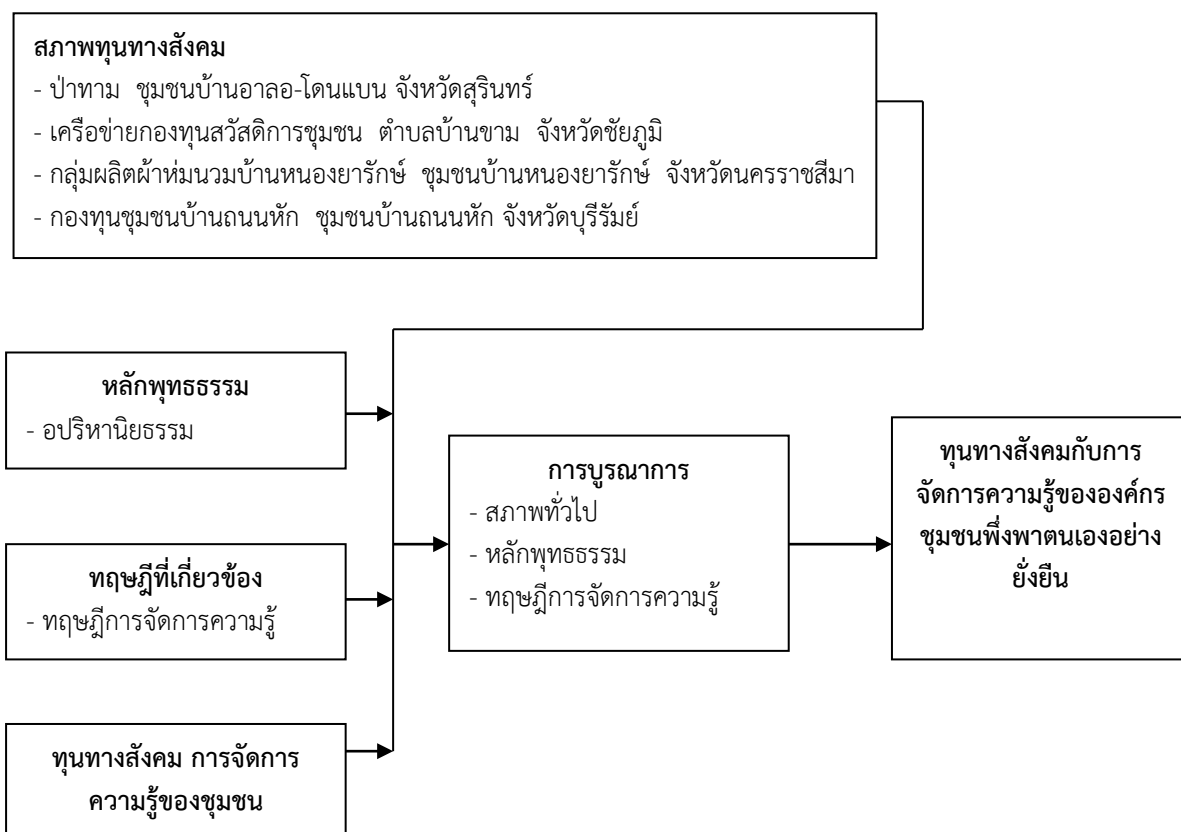 สภาพทุนทางสังคม
- ป่าทาม ชุมชนบ้านอาลอ-โดนแบน จังหวัดสุรินทร์
- เครือข่ายกองทุนสวัสดิการชุมชน ตำบลบ้านขาม จังหวัดชัยภูมิ
- กลุ่มผลิตผ้าห่มนวมบ้านหนองยารักษ์ ชุมชนบ้านหนองยารักษ์ จังหวัดนครราชสีมา
- กองทุนชุมชนบ้านถนนหัก ชุมชนบ้านถนนหัก จังหวัดบุรีรัมย์
หลักพุทธธรรม
- อปริหานิยธรรม
ทฤษฎีที่เกี่ยวข้อง
- ทฤษฎีการจัดการความรู้
ทุนทางสังคม การจัดการ
ความรู้ของชุมชน
การบูรณาการ
- สภาพทั่วไป
- หลักพุทธธรรม
- ทฤษฎีการจัดการความรู้
ทุนทางสังคมกับการ
จัดการความรู้ขององค์กร
ชุมชนพึ่งพาตนเองอย่าง
ยั่งยืน